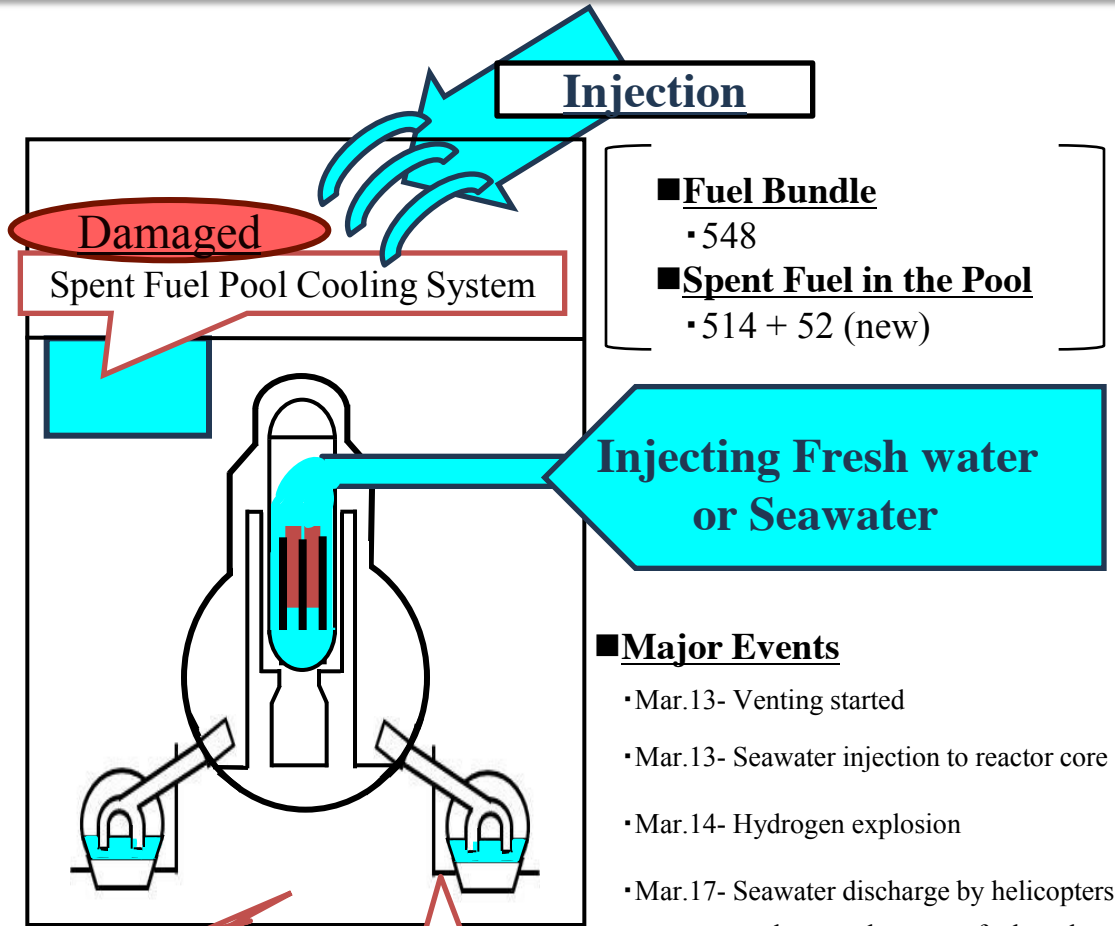 Injection
Damaged
Spent Fuel Pool Cooling System
■Fuel Bundle
・548
■Spent Fuel in the Pool
・514 + 52 (new)
Injecting Fresh water
or Seawater
■Major Events
・Mar.13- Venting started
・Mar.13- Seawater injection to reactor core
・Mar.14- Hydrogen explosion
・Mar.17- Seawater discharge by helicopters